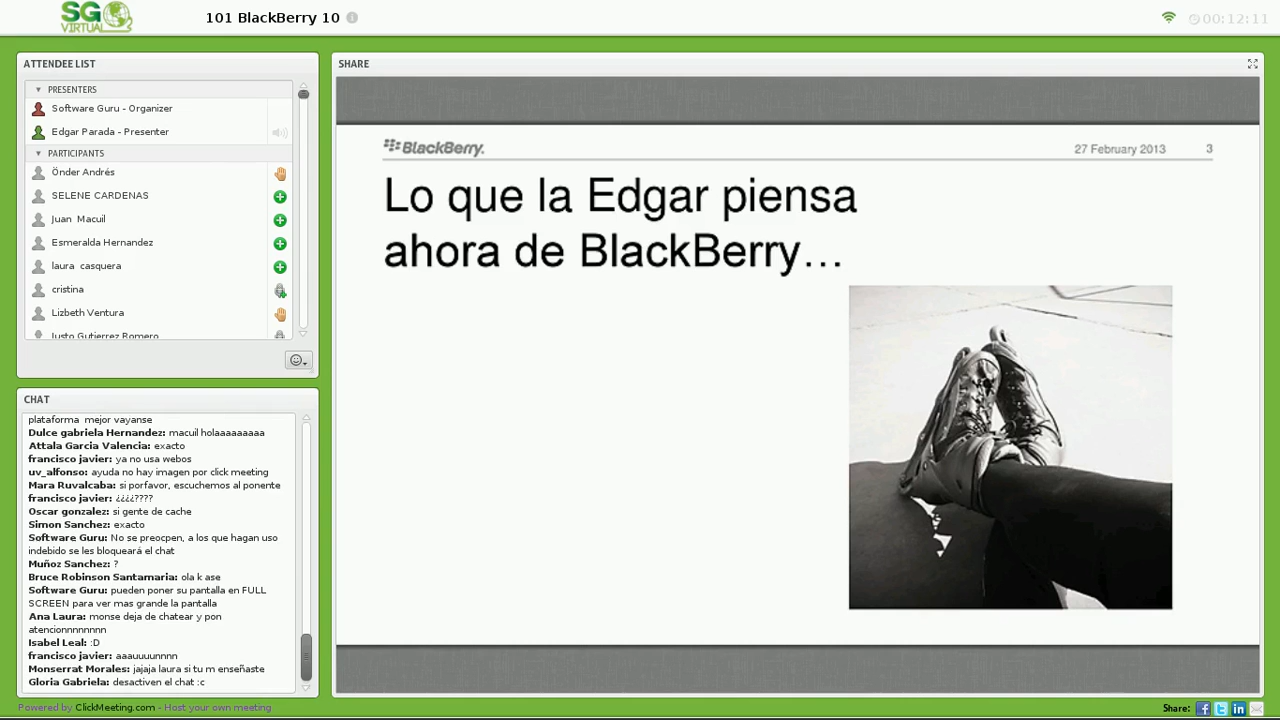 SG
VIRTUAL
101 BlackBerry 10
00:12:11
ATTENDEE LIST
PRESENTERS
Software Guru - Organizer
Edgar Parada - Presenter
PARTICIPANTS
Önder Andrés
SELENE CARDENAS
Juan Macuil
Esmeralda Hernandez
laura casquera
cristina
Lizbeth Ventura
Justo Gutierrez Romero
CHAT
plataforma mejor vayanse
Dulce gabriela Hernandez: macuil holaaaaaaaaa
Attala Garcia Valencia: exacto
francisco javier: ya no usa webos
uv_alfonso: ayuda no hay imagen por click meeting
Mara Ruvalcaba: si porfavor, escuchemos al ponente
francisco javier: ¿¿¿¿????
Oscar gonzalez: si gente de cache
Simon Sanchez: exacto
Software Guru: No se preocpen, a los que hagan uso
indebido se les bloqueará el chat
Muñoz Sanchez: ?
Bruce Robinson Santamaria: ola k ase
Software Guru: pueden poner su pantalla en FULL
SCREEN para ver mas grande la pantalla
Ana Laura: monse deja de chatear y pon
atencionnnnnnn
Isabel Leal: :D
francisco javier: aaauuuunnnn
Monserrat Morales: jajaja laura si tu m enseñaste
Gloria Gabriela: desactiven el chat :c
SHARE
BlackBerry.
27 February 2013 3
Lo que la Edgar piensa
ahora de BlackBerry...
Powered by ClickMeeting.com - Host your own meeting
Share: